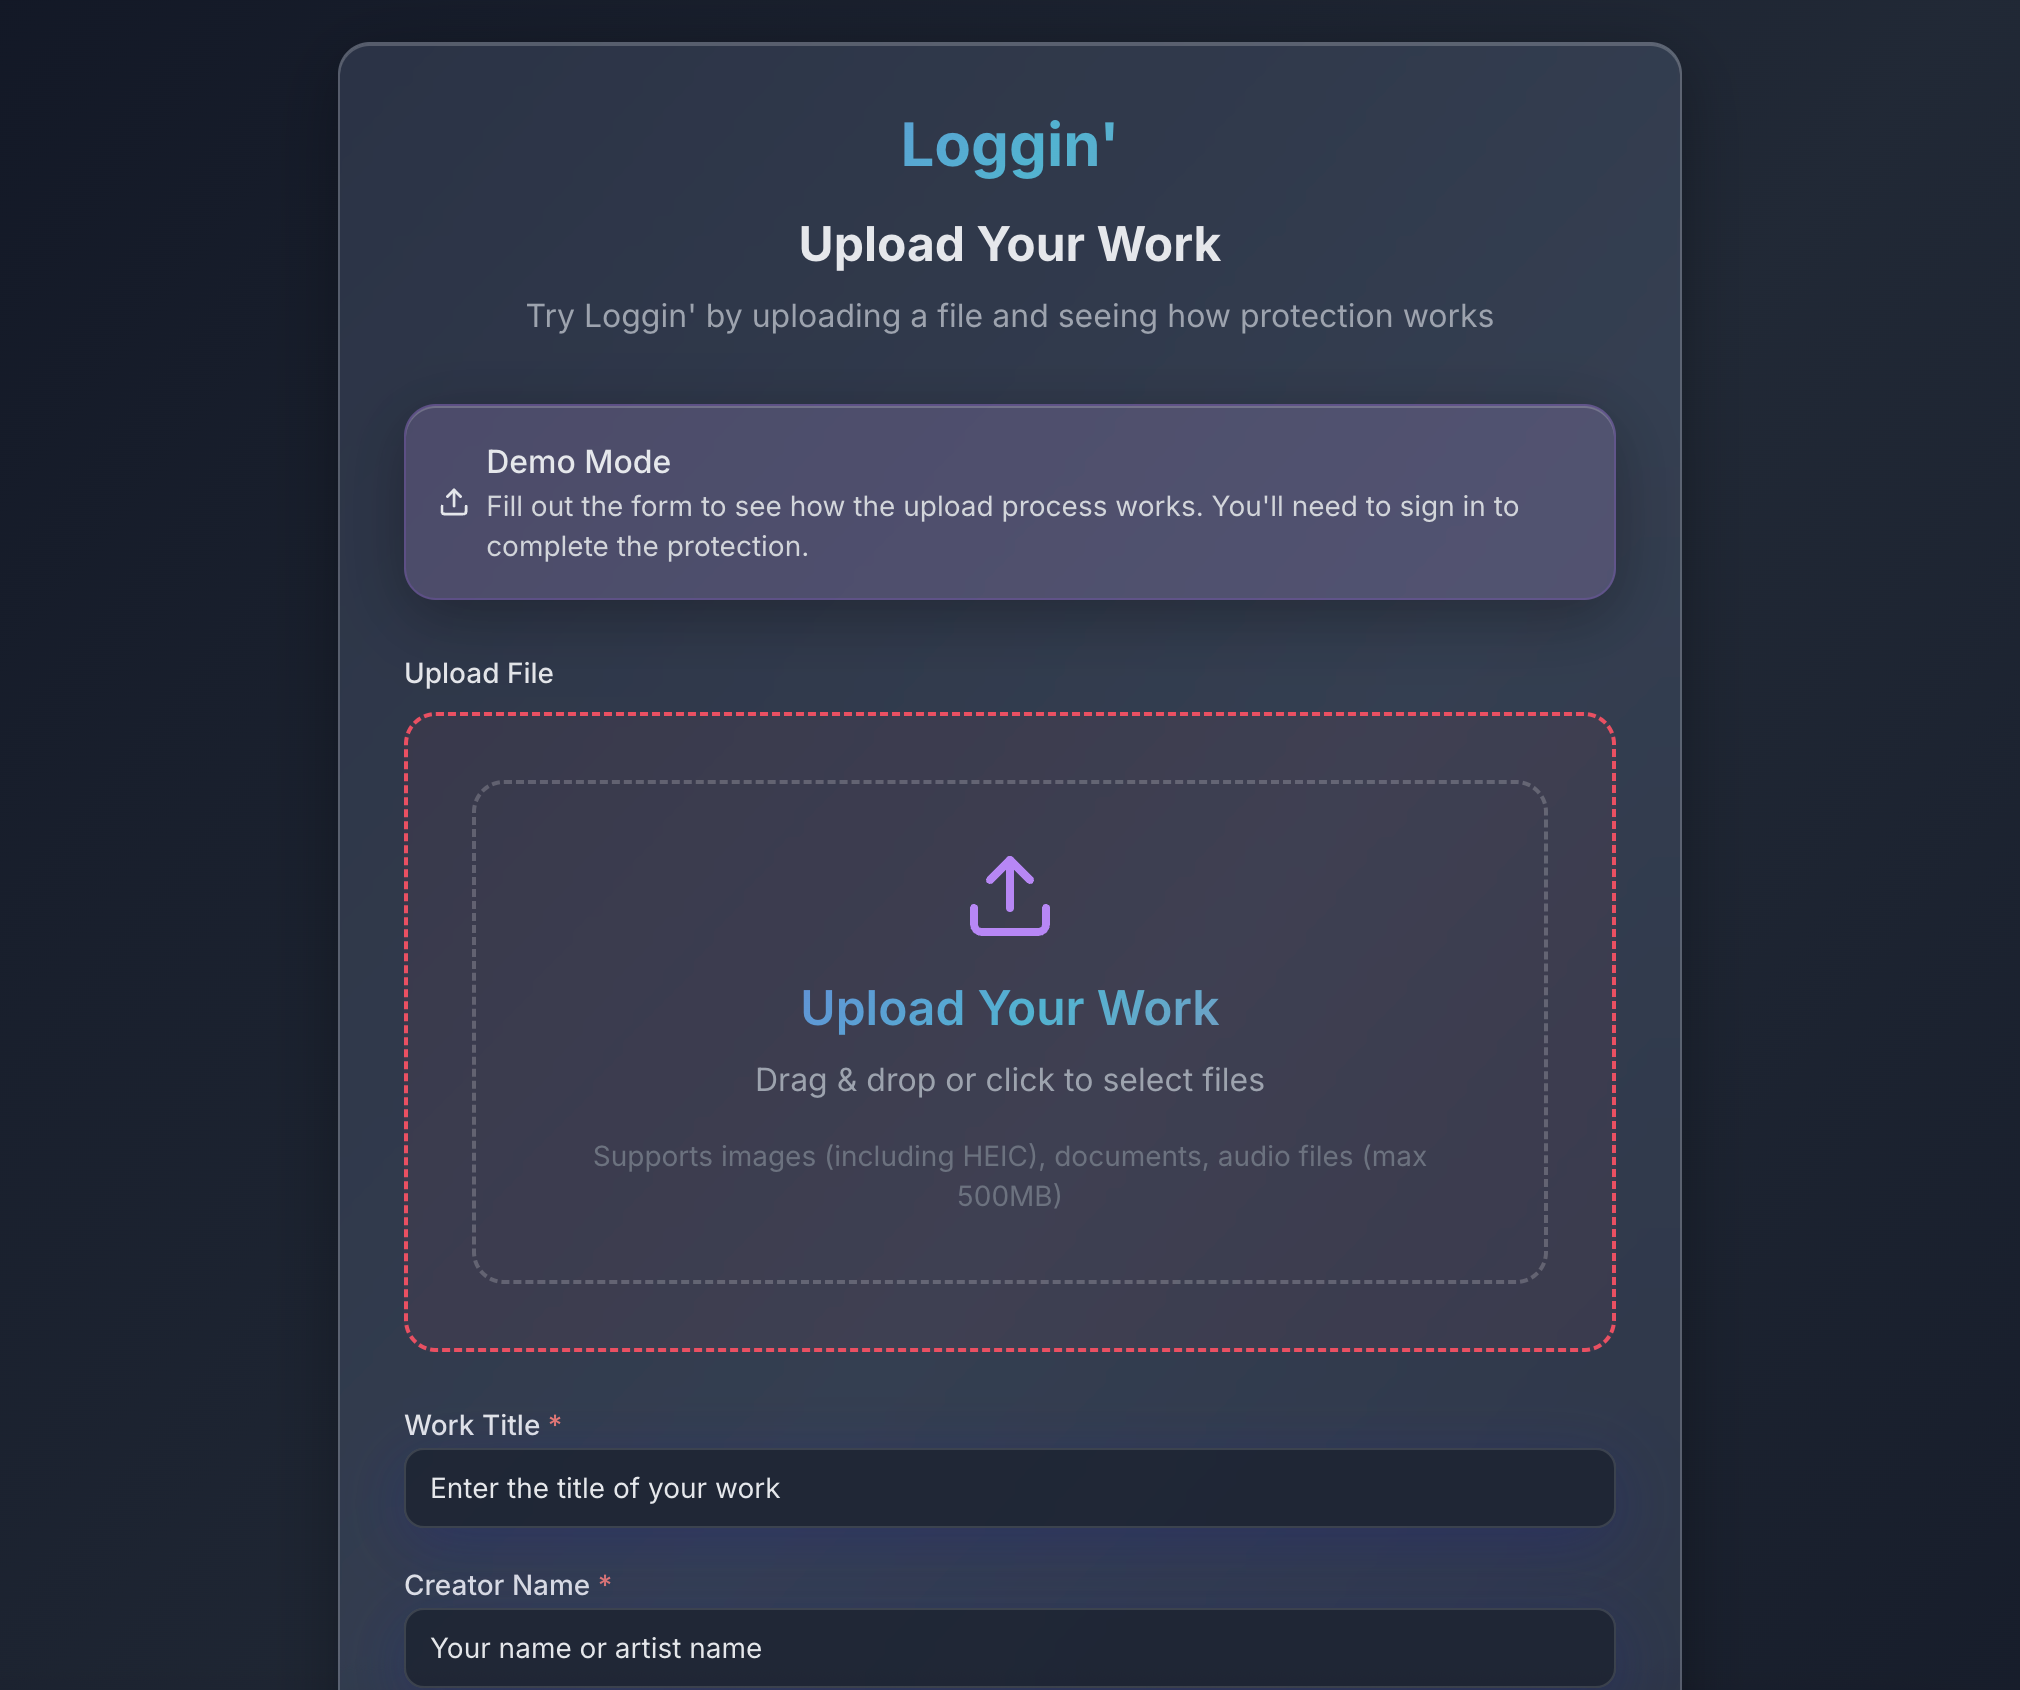 Loggin'
Upload Your Work
Try Loggin' by uploading a file and seeing how protection works
Demo Mode
Fill out the form to see how the upload process works. You'll need to sign in to
complete the protection.
Upload File
Upload Your Work
Drag & drop or click to select files
Supports images (including HEIC), documents, audio files (max
500MB)
Work Title *
Enter the title of your work
Creator Name *
Your name or artist name